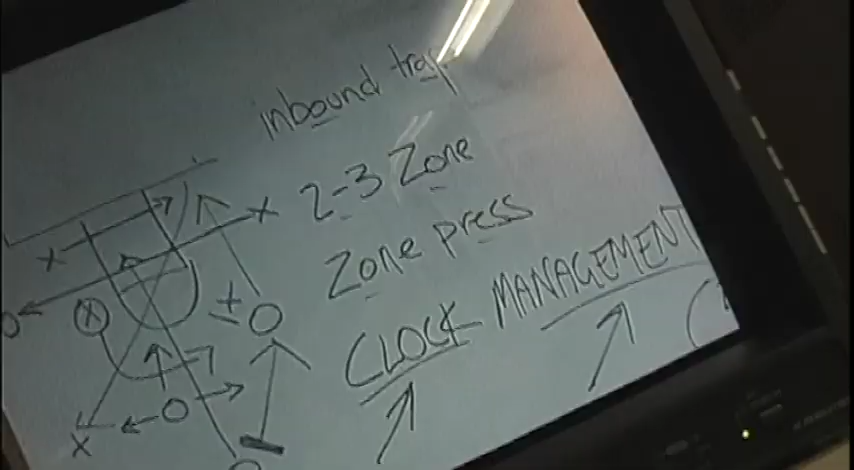 inbound trap
2-3 Zone
Zone press
CLOCK MANAGEMENT